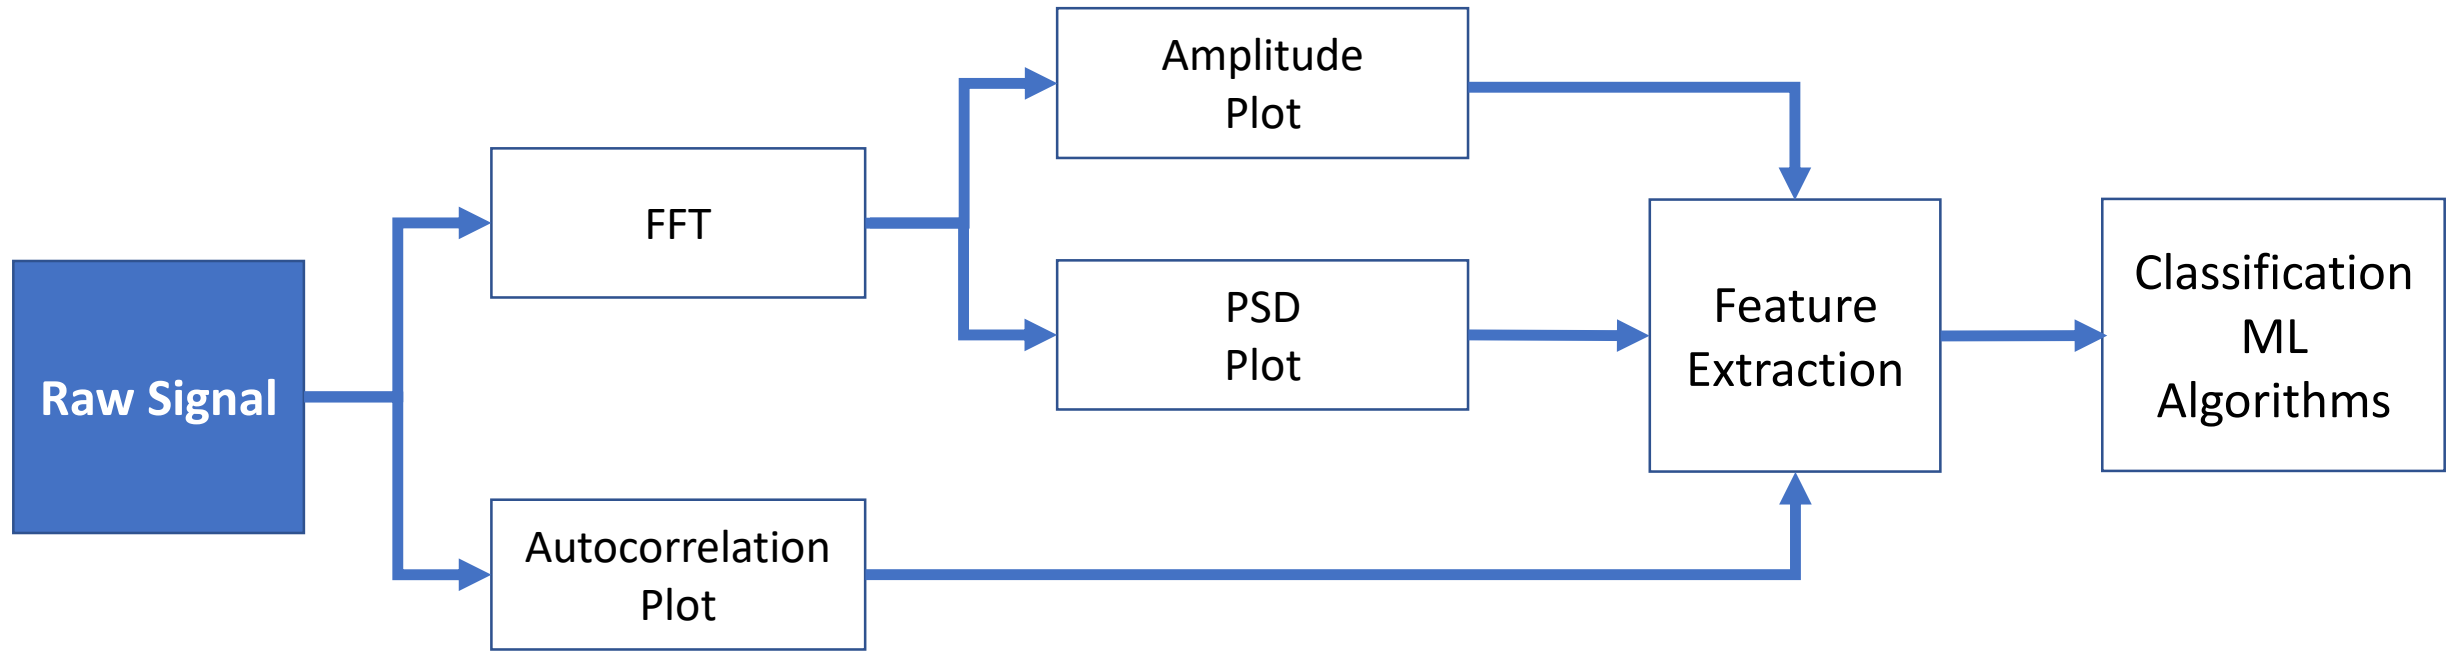 Raw Signal
FFT
Autocorrelation
Plot
Amplitude
Plot
PSD
Plot
Feature
Extraction
Classification
ML
Algorithms